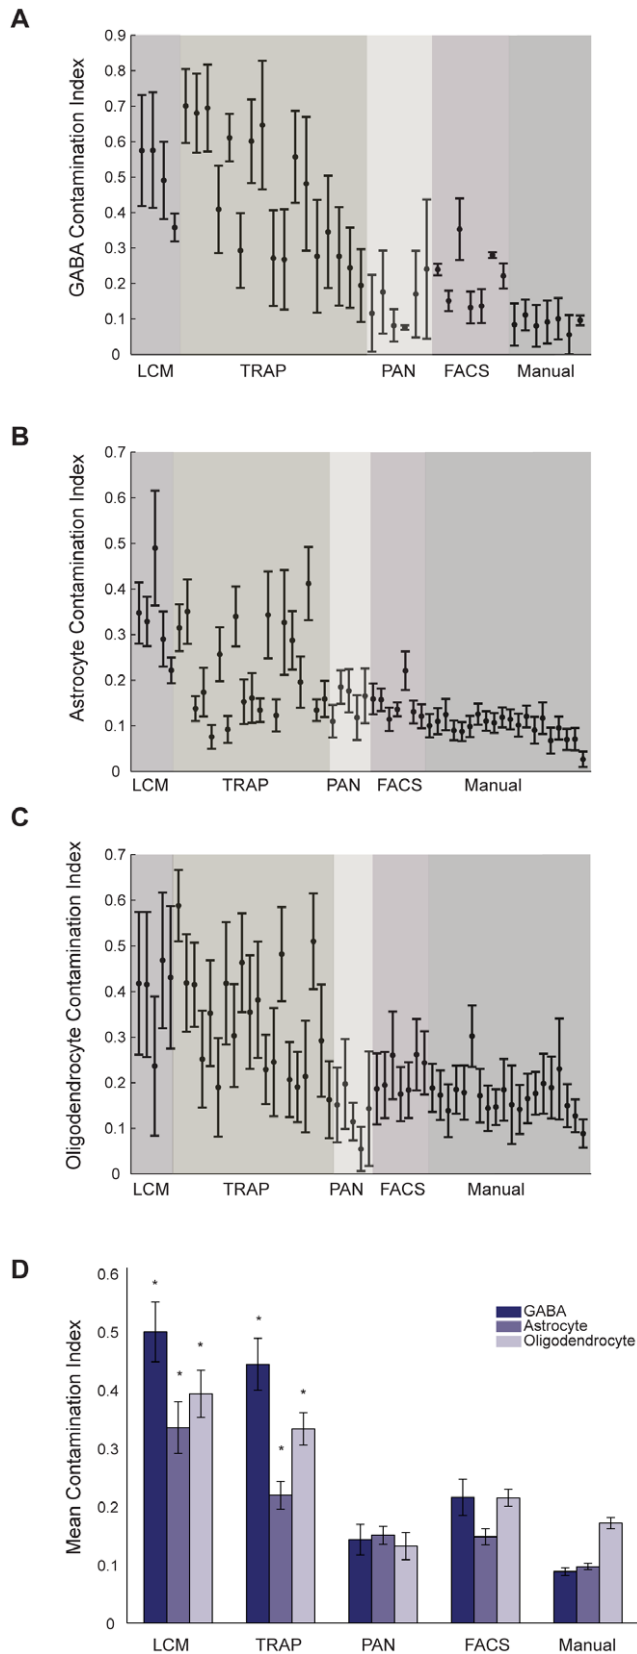 A
GABA Contamination Index
0.9
0.8
0.7
0.6
0.5
0.4
0.3
0.2
0.1
0
LCM TRAP PAN FACS Manual
B
Astrocyte Contamination Index
0.7
0.6
0.5
0.4
0.3
0.2
0.1
0
LCM TRAP PAN FACS Manual
C
Oligodendrocyte Contamination Index
0.7
0.6
0.5
0.4
0.3
0.2
0.1
0
LCM TRAP PAN FACS Manual
D
Mean Contamination Index
0.6
0.5
0.4
0.3
0.2
0.1
0
* * * * * *
GABA
Astrocyte
Oligodendrocyte
LCM TRAP PAN FACS Manual